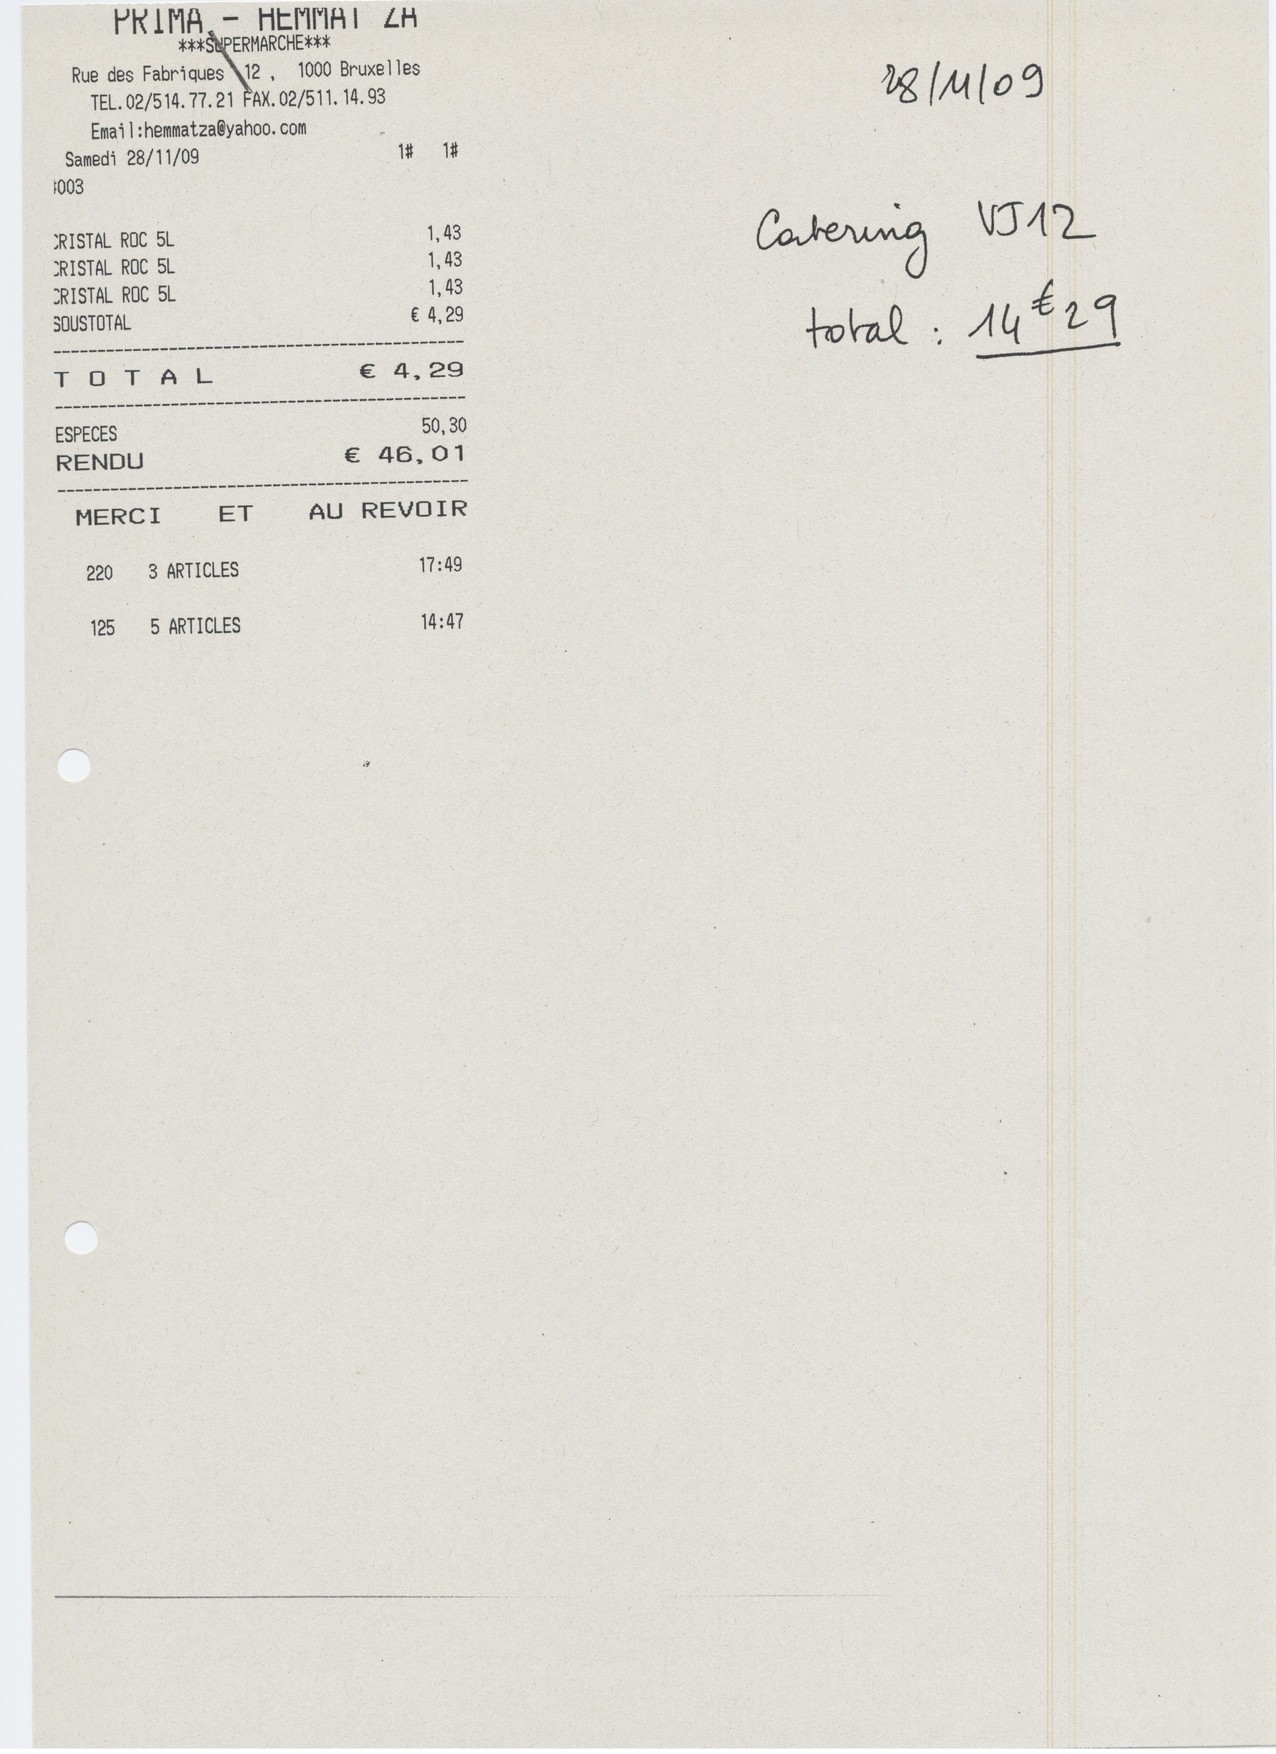 PRIMA - HEMMAT ZA
***SUPERMARCHE***
Rue des Fabriques 12 , 1000 Bruxelles
TEL.02/514.77.21 FAX.02/511.14.93
Email:hemmatza@yahoo.com
Samedi 28/11/09 1# 1#
003
CRISTAL ROC 5L 1,43
CRISTAL ROC 5L 1,43
CRISTAL ROC 5L 1,43
SOUSTOTAL € 4,29
T O T A L € 4,29
ESPECES 50,30
RENDU € 46,01
MERCI ET AU REVOIR
220 3 ARTICLES 17:49
125 5 ARTICLES 14:47
28/11/09
Catering VJ12
total : 14€29